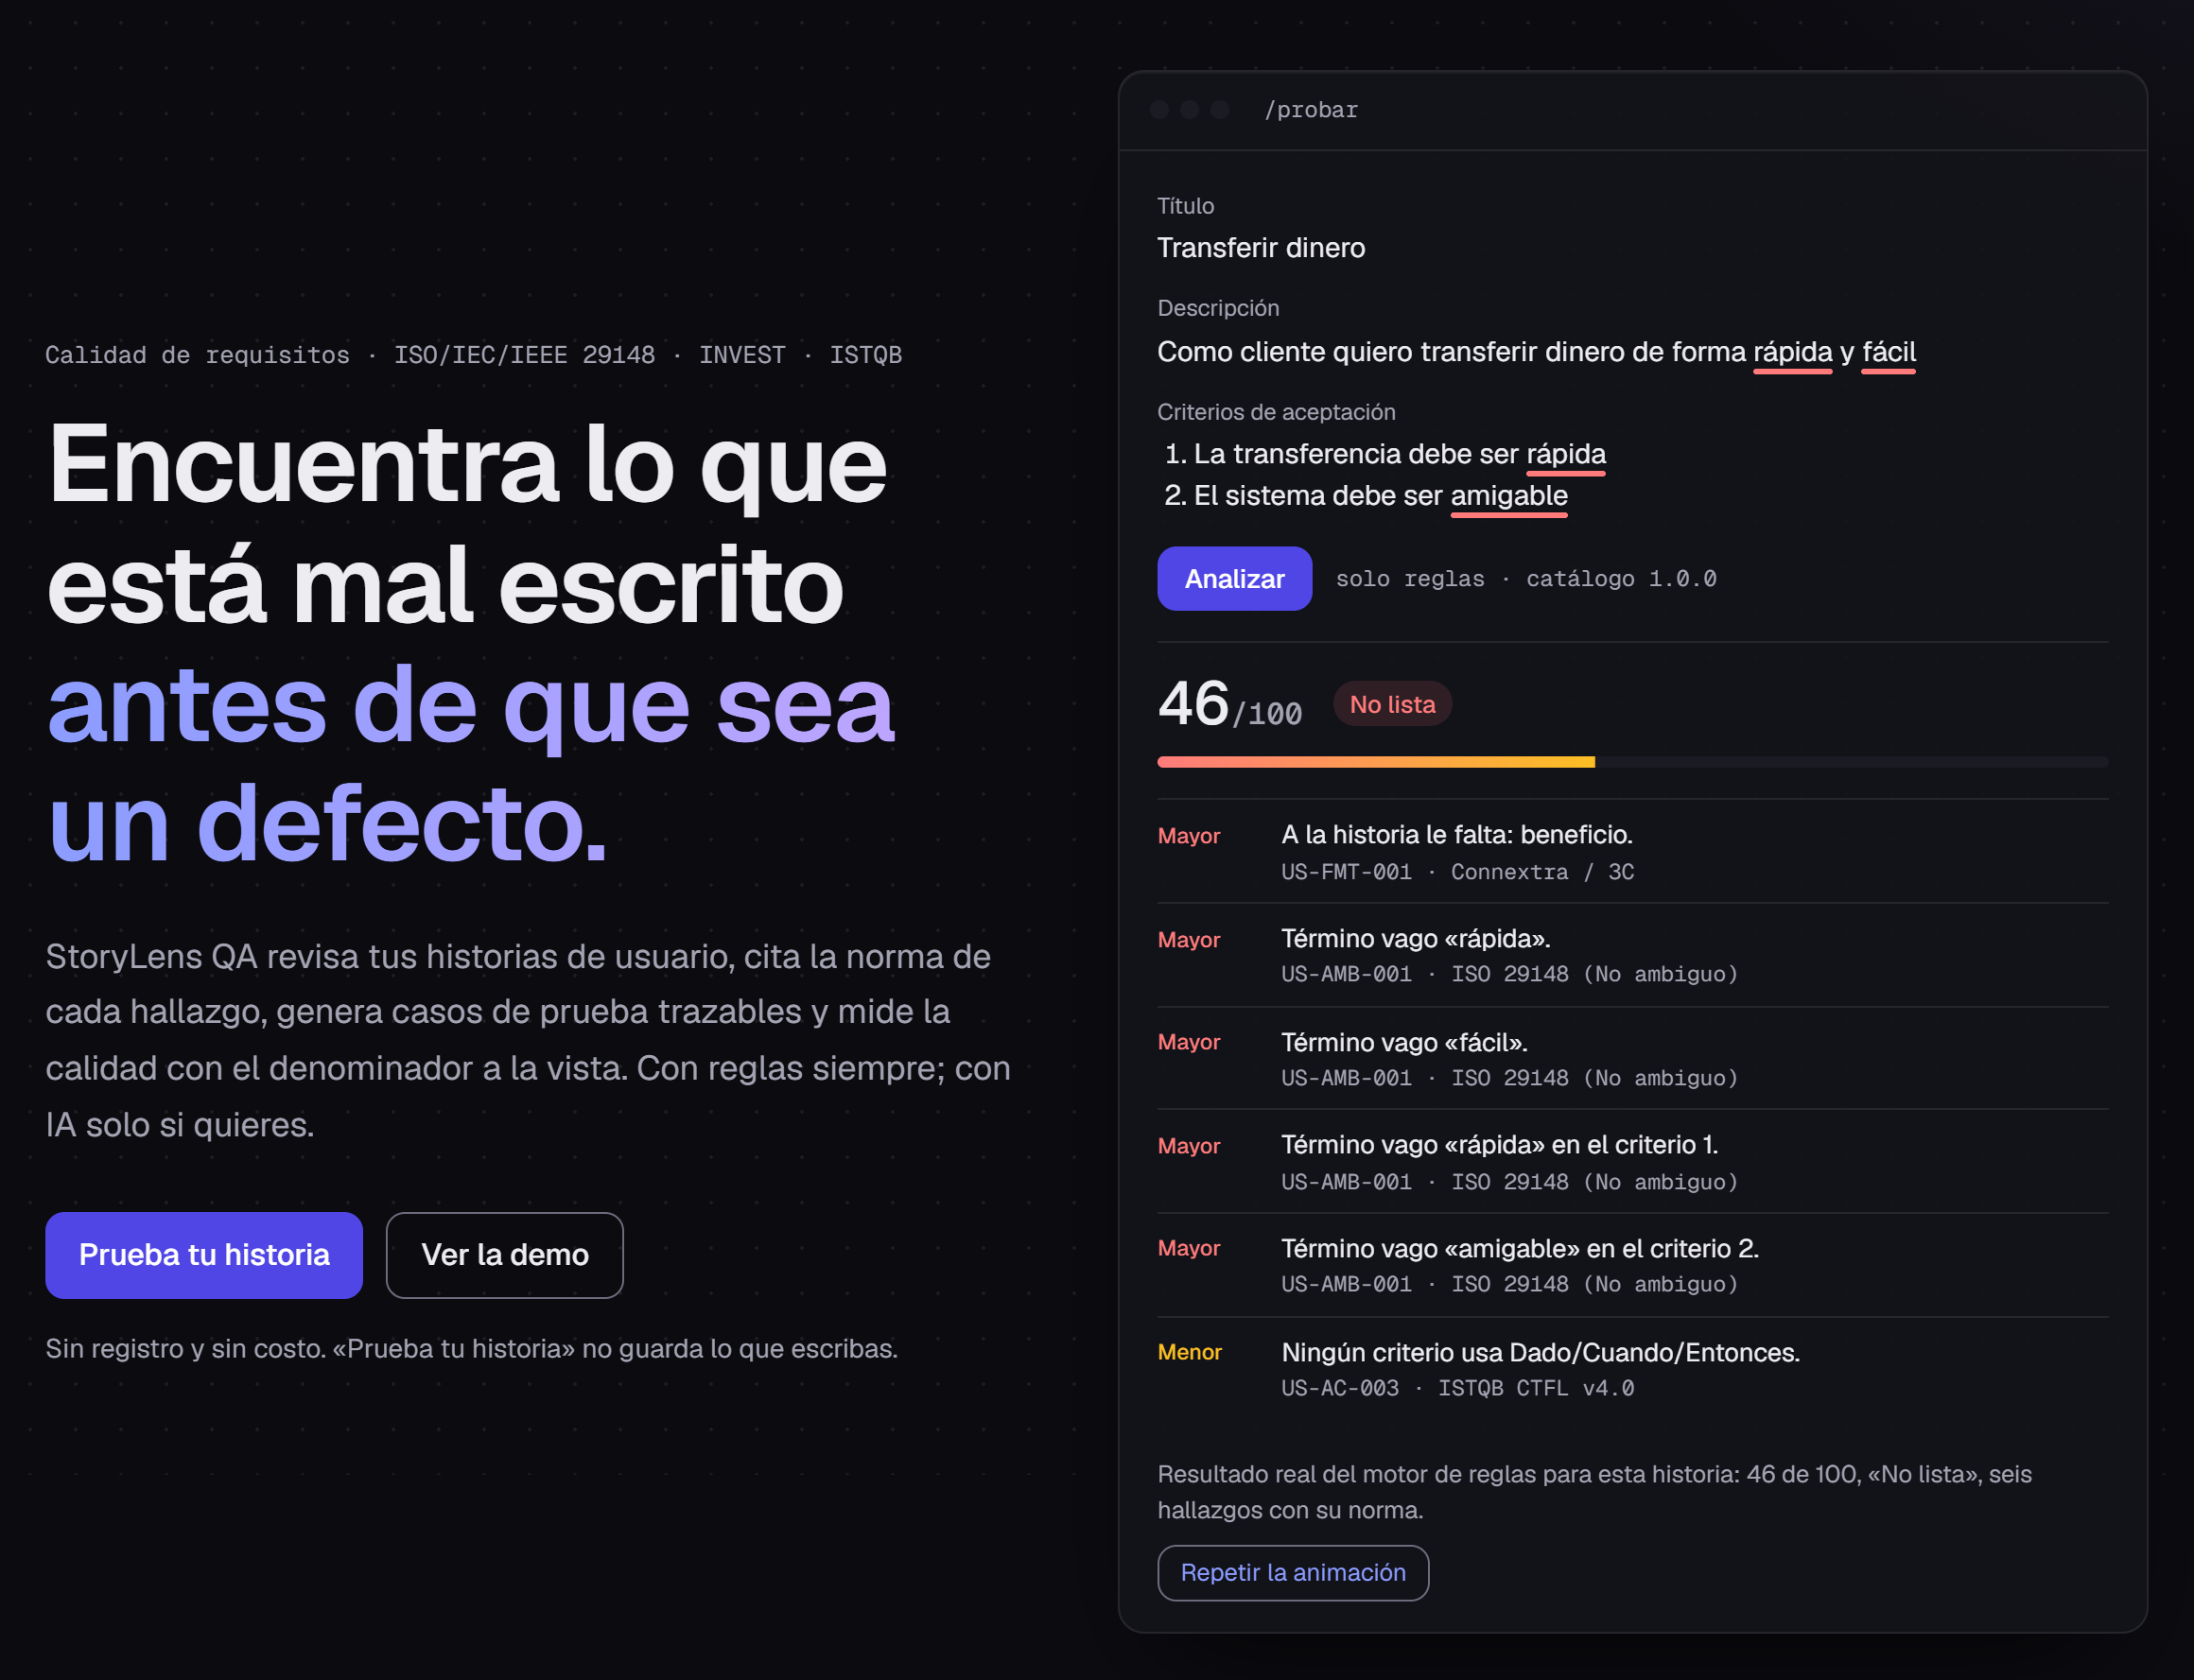 Calidad de requisitos · ISO/IEC/IEEE 29148 · INVEST · ISTQB
Encuentra lo que
está mal escrito
antes de que sea
un defecto.
StoryLens QA revisa tus historias de usuario, cita la norma de
cada hallazgo, genera casos de prueba trazables y mide la
calidad con el denominador a la vista. Con reglas siempre; con
IA solo si quieres.
Prueba tu historia
Ver la demo
Sin registro y sin costo. «Prueba tu historia» no guarda lo que escribas.
/probar
Título
Transferir dinero
Descripción
Como cliente quiero transferir dinero de forma rápida y fácil
Criterios de aceptación
1. La transferencia debe ser rápida
2. El sistema debe ser amigable
Analizar
solo reglas · catálogo 1.0.0
46/100
No lista
Mayor
A la historia le falta: beneficio.
US-FMT-001 · Connextra / 3C
Mayor
Término vago «rápida».
US-AMB-001 · ISO 29148 (No ambiguo)
Mayor
Término vago «fácil».
US-AMB-001 · ISO 29148 (No ambiguo)
Mayor
Término vago «rápida» en el criterio 1.
US-AMB-001 · ISO 29148 (No ambiguo)
Mayor
Término vago «amigable» en el criterio 2.
US-AMB-001 · ISO 29148 (No ambiguo)
Menor
Ningún criterio usa Dado/Cuando/Entonces.
US-AC-003 · ISTQB CTFL v4.0
Resultado real del motor de reglas para esta historia: 46 de 100, «No lista», seis
hallazgos con su norma.
Repetir la animación